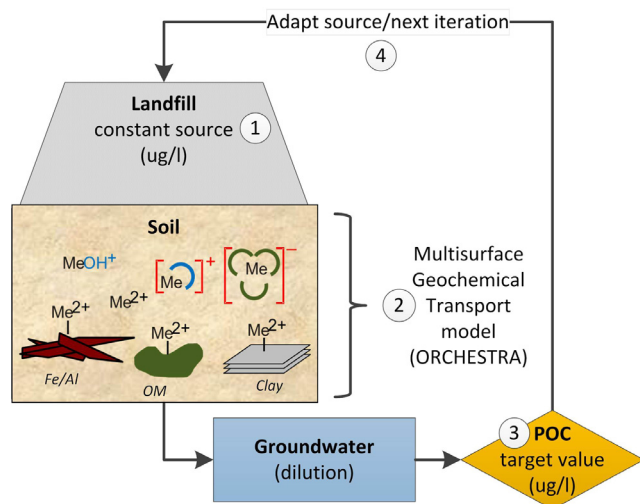 Adapt source/next iteration
4
Landfill
constant source
(ug/l)
1
Soil
MeOH+
Me2+
[Me]+
[Me]−
Me2+
Fe/Al
Me2+
OM
Me2+
Clay
2
Multisurface
Geochemical
Transport
model
(ORCHESTRA)
Groundwater
(dilution)
3
POC
target value
(ug/l)